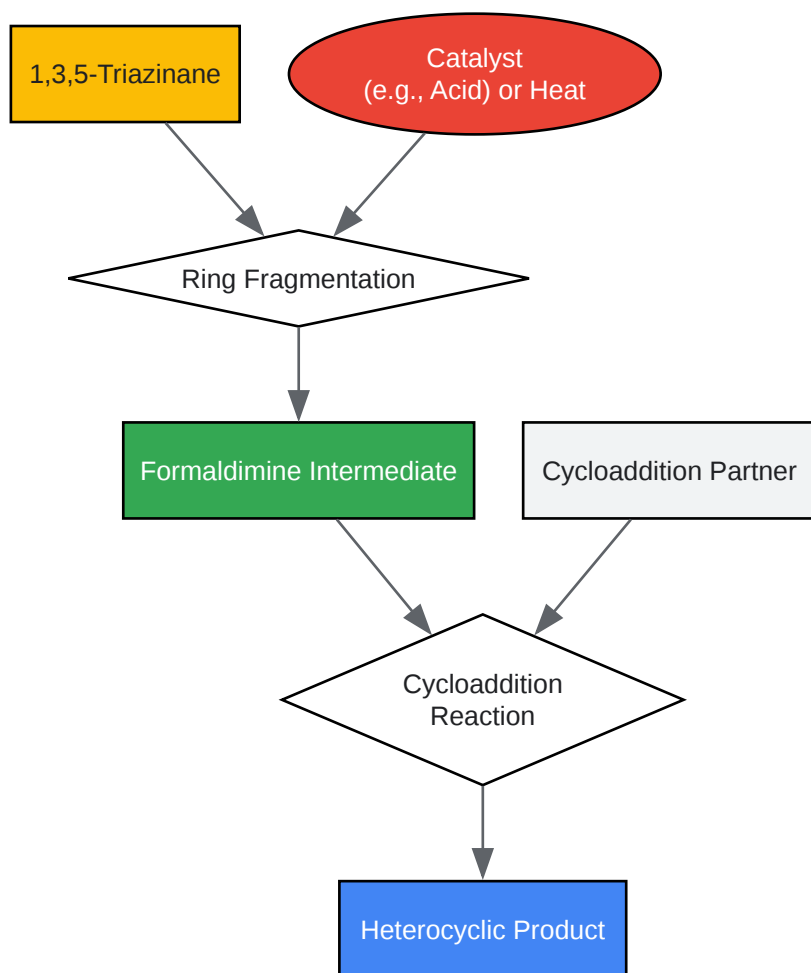 1,3,5-Triazinane
Catalyst
(e.g., Acid) or Heat
Ring Fragmentation
Formaldimine Intermediate
Cycloaddition Partner
Cycloaddition
Reaction
Heterocyclic Product